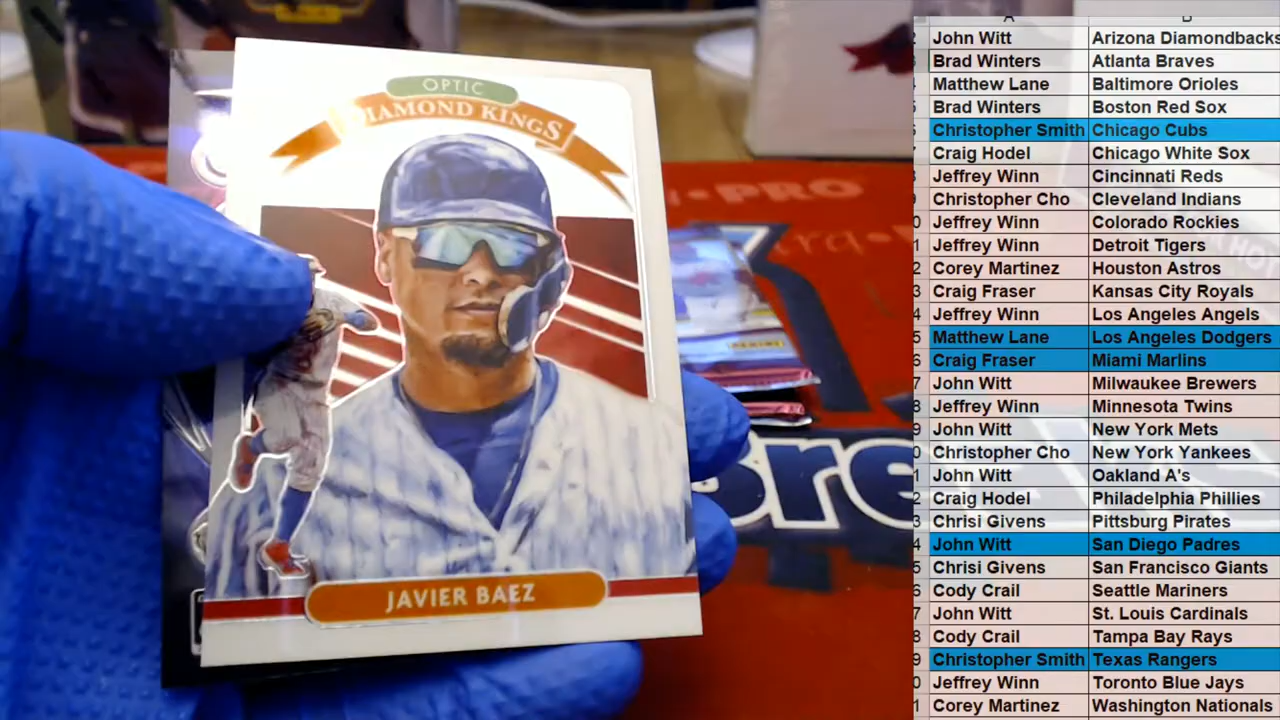 OPTIC
DIAMOND KINGS
JAVIER BAEZ
PRO
PANINI
Bre
A B
John Witt Arizona Diamondbacks
Brad Winters Atlanta Braves
Matthew Lane Baltimore Orioles
Brad Winters Boston Red Sox
Christopher Smith Chicago Cubs
Craig Hodel Chicago White Sox
Jeffrey Winn Cincinnati Reds
Christopher Cho Cleveland Indians
Jeffrey Winn Colorado Rockies
Jeffrey Winn Detroit Tigers
Corey Martinez Houston Astros
Craig Fraser Kansas City Royals
Jeffrey Winn Los Angeles Angels
Matthew Lane Los Angeles Dodgers
Craig Fraser Miami Marlins
John Witt Milwaukee Brewers
Jeffrey Winn Minnesota Twins
John Witt New York Mets
Christopher Cho New York Yankees
John Witt Oakland A's
Craig Hodel Philadelphia Phillies
Chrisi Givens Pittsburg Pirates
John Witt San Diego Padres
Chrisi Givens San Francisco Giants
Cody Crail Seattle Mariners
John Witt St. Louis Cardinals
Cody Crail Tampa Bay Rays
Christopher Smith Texas Rangers
Jeffrey Winn Toronto Blue Jays
Corey Martinez Washington Nationals